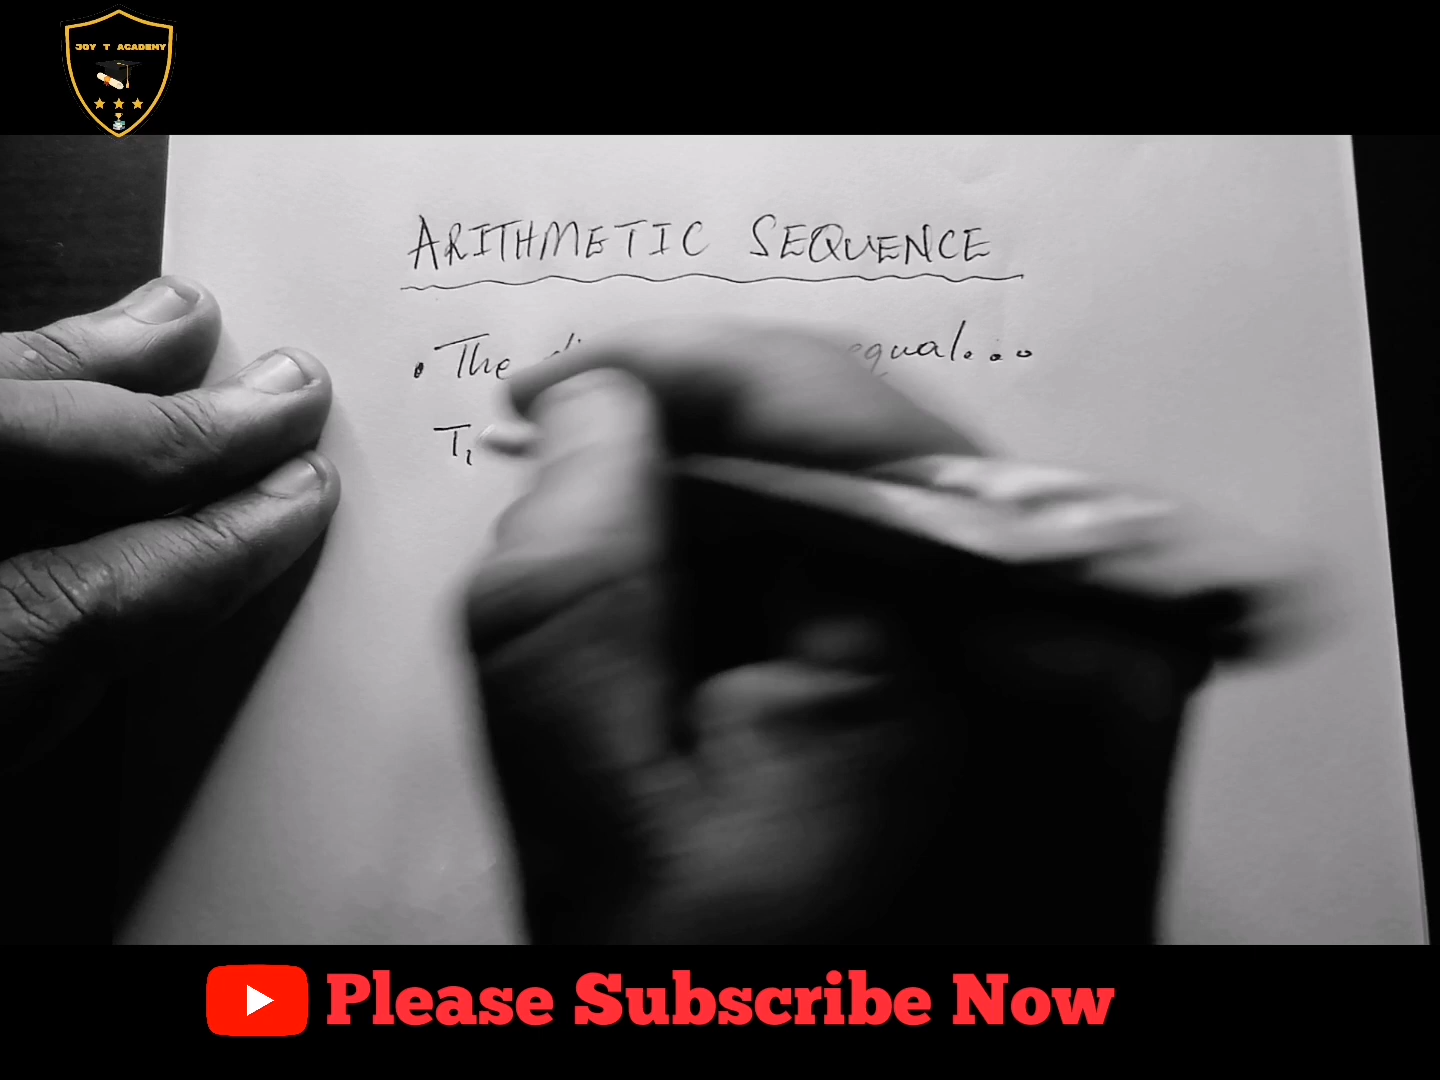 JOY T ACADEMY
ARITHMETIC SEQUENCE
• The equal...
T₁
Please Subscribe Now